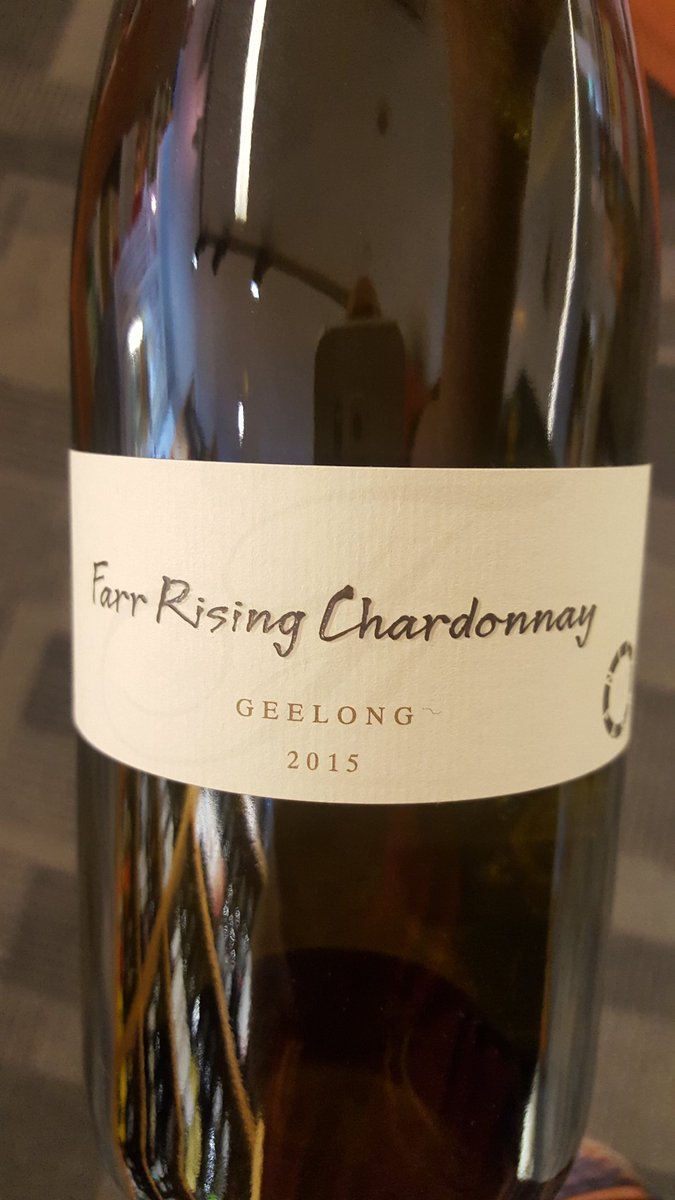 Farr Rising Chardonnay
GEELONG
2015